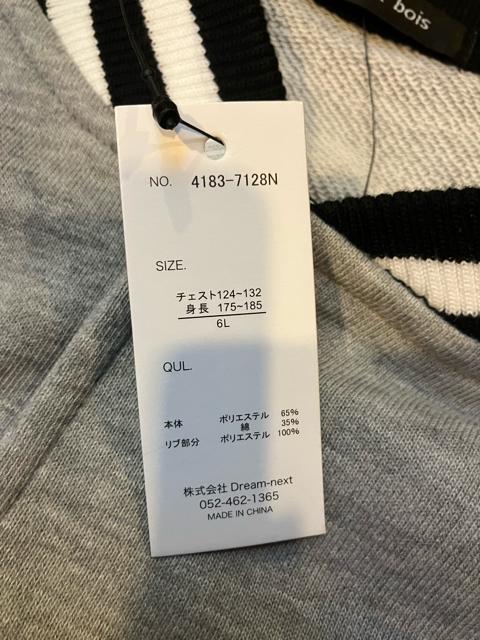 bois
NO. 4183-7128N
SIZE.
チェスト124~132
身長 175~185
6L
QUL.
本体 ポリエステル 65%
綿 35%
リブ部分 ポリエステル 100%
株式会社 Dream-next
052-462-1365
MADE IN CHINA